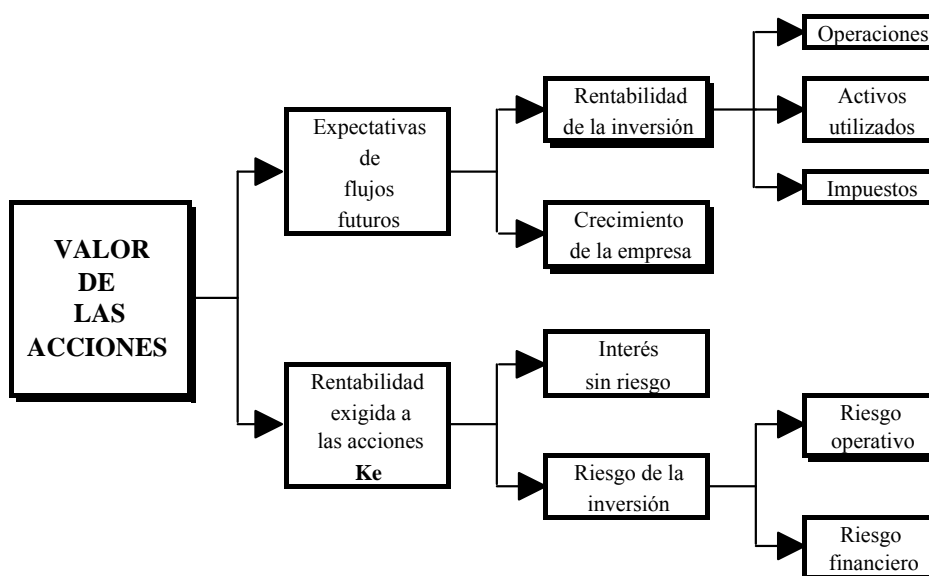 VALOR
DE
LAS
ACCIONES
Expectativas
de
flujos
futuros
Rentabilidad
de la inversión
Operaciones
Activos
utilizados
Impuestos
Crecimiento
de la empresa
Rentabilidad
exigida a
las acciones
Ke
Interés
sin riesgo
Riesgo de la
inversión
Riesgo
operativo
Riesgo
financiero